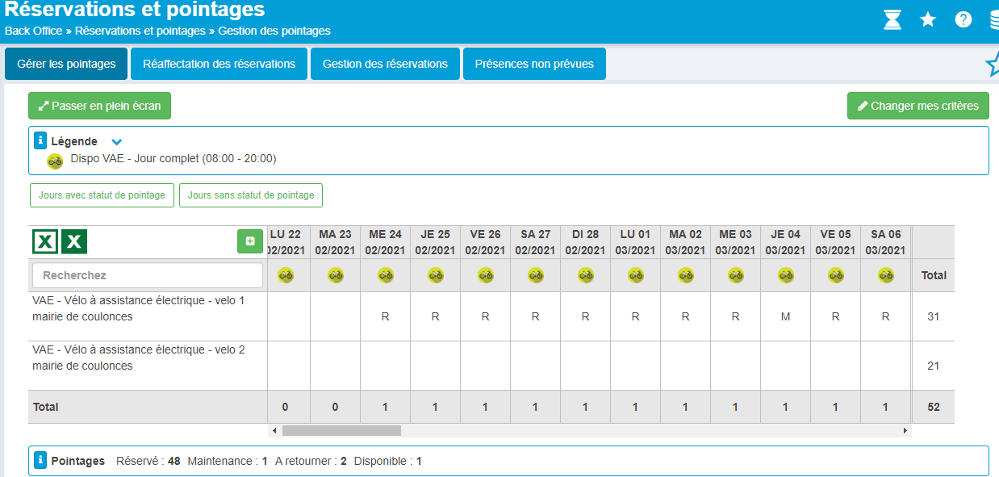 Réservations et pointages
Back Office » Réservations et pointages » Gestion des pointages
Gérer les pointages Réaffectation des réservations Gestion des réservations Présences non prévues
Passer en plein écran Changer mes critères
i Légende
Dispo VAE - Jour complet (08:00 - 20:00)
Jours avec statut de pointage Jours sans statut de pointage
LU 22 MA 23 ME 24 JE 25 VE 26 SA 27 DI 28 LU 01 MA 02 ME 03 JE 04 VE 05 SA 06
02/2021 02/2021 02/2021 02/2021 02/2021 02/2021 02/2021 03/2021 03/2021 03/2021 03/2021 03/2021 03/2021
Recherchez Total
VAE - Vélo à assistance électrique - velo 1
mairie de coulonces R R R R R R R R M R R 31
VAE - Vélo à assistance électrique - velo 2
mairie de coulonces 21
Total 0 0 1 1 1 1 1 1 1 1 1 1 1 52
i Pointages Réservé : 48 Maintenance : 1 A retourner : 2 Disponible : 1